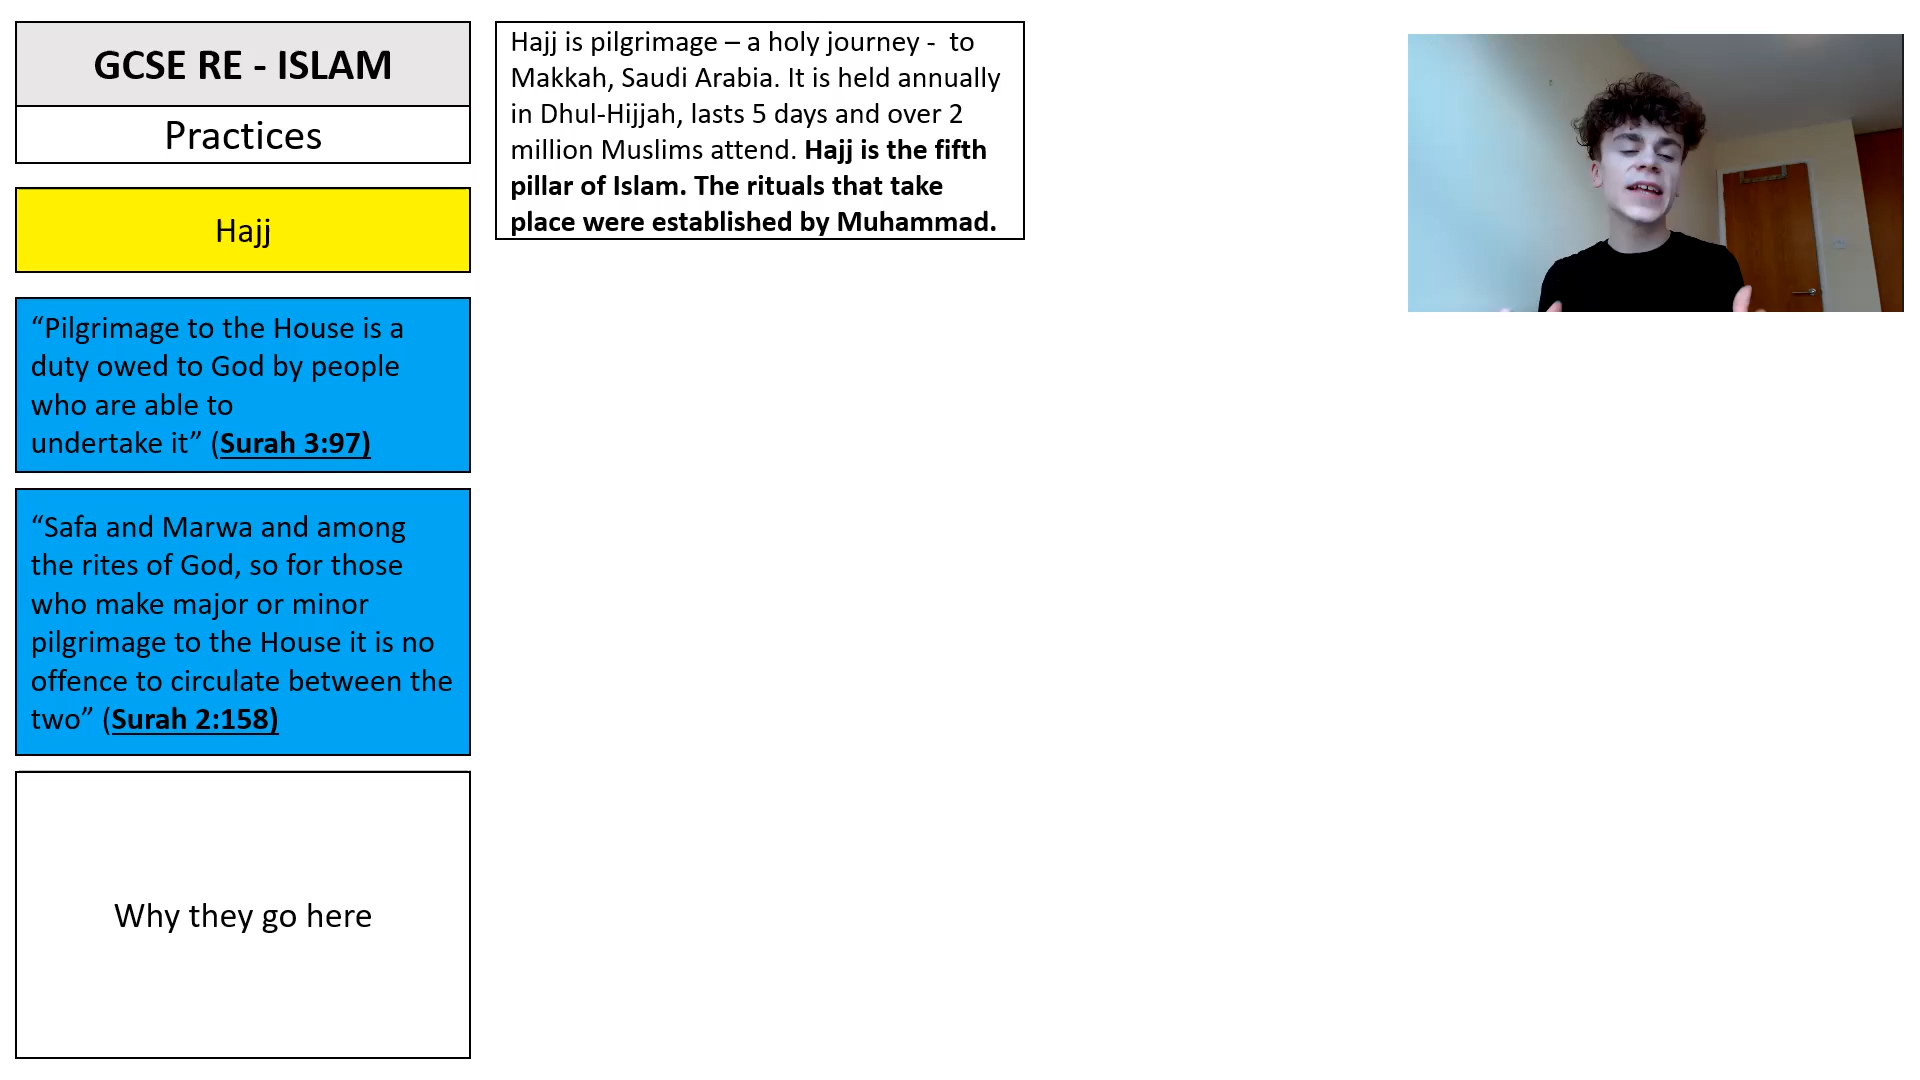 GCSE RE - ISLAM
Practices
Hajj
“Pilgrimage to the House is a
duty owed to God by people
who are able to
undertake it” (Surah 3:97)
“Safa and Marwa and among
the rites of God, so for those
who make major or minor
pilgrimage to the House it is no
offence to circulate between the
two” (Surah 2:158)
Why they go here
Hajj is pilgrimage – a holy journey -  to
Makkah, Saudi Arabia. It is held annually
in Dhul-Hijjah, lasts 5 days and over 2
million Muslims attend. Hajj is the fifth
pillar of Islam. The rituals that take
place were established by Muhammad.